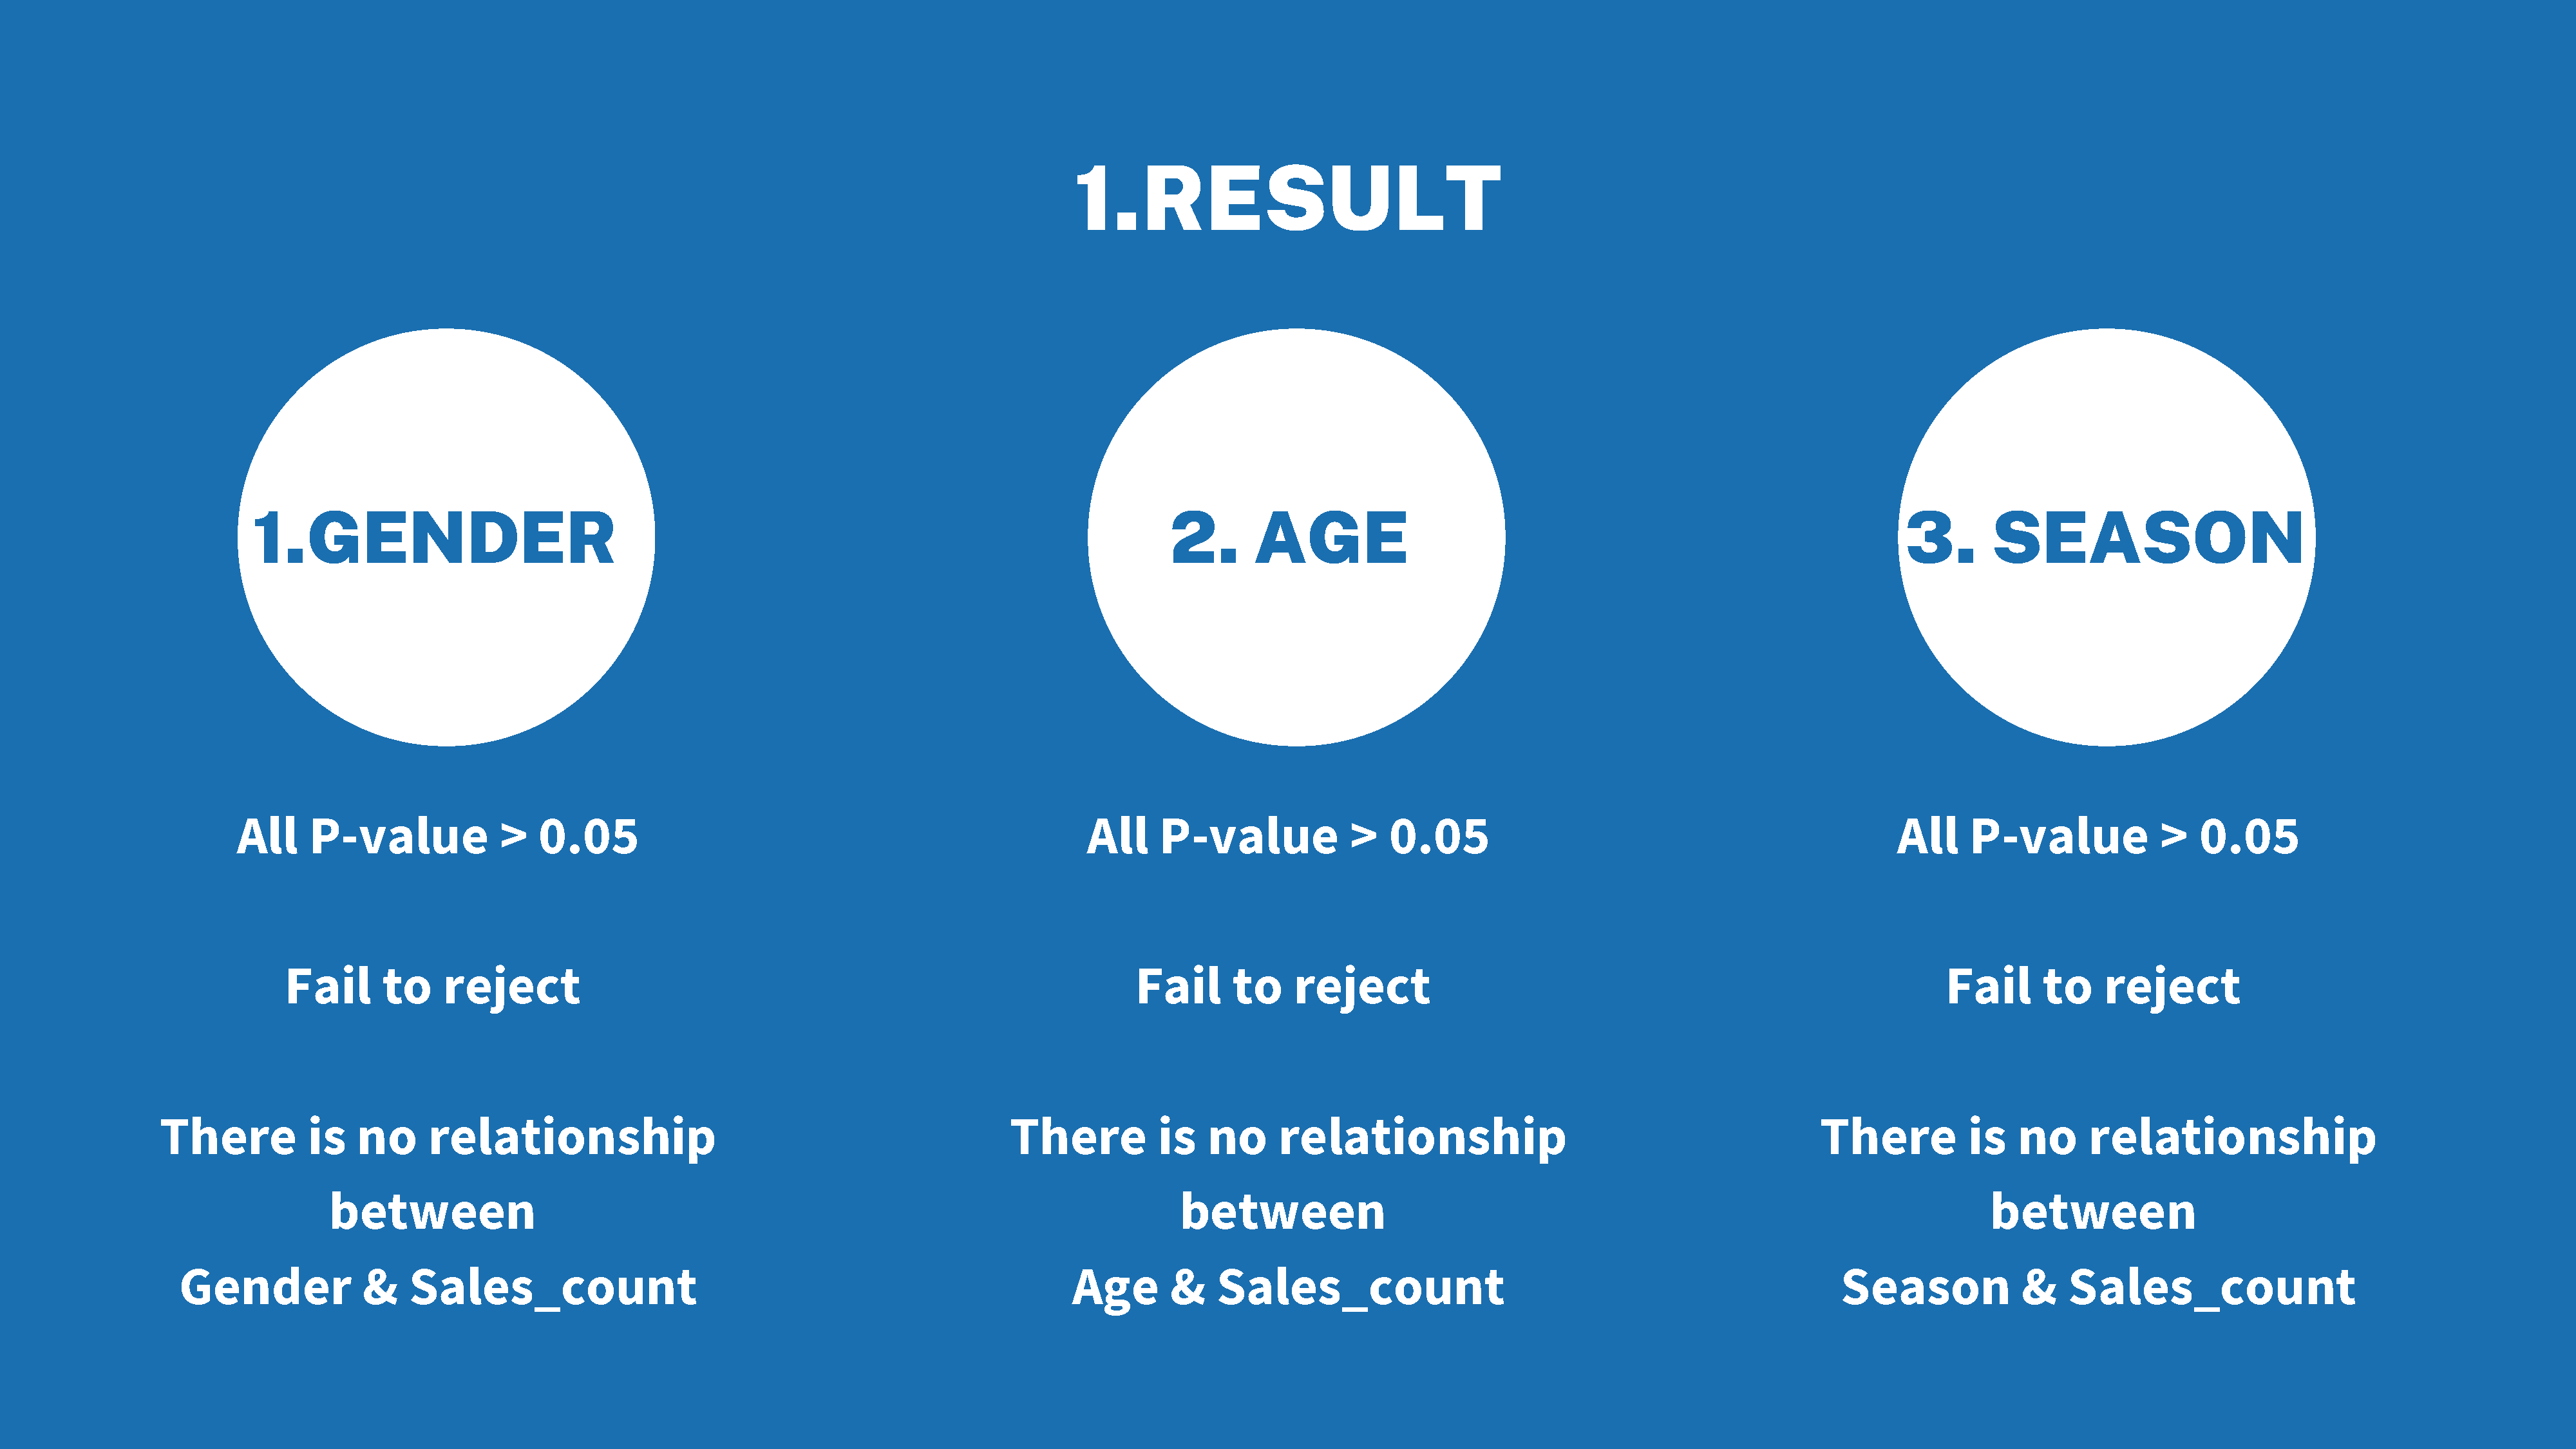 1.RESULT
1.GENDER
All P-value > 0.05
Fail to reject
There is no relationship
between
Gender & Sales_count
2. AGE
All P-value > 0.05
Fail to reject
There is no relationship
between
Age & Sales_count
3. SEASON
All P-value > 0.05
Fail to reject
There is no relationship
between
Season & Sales_count